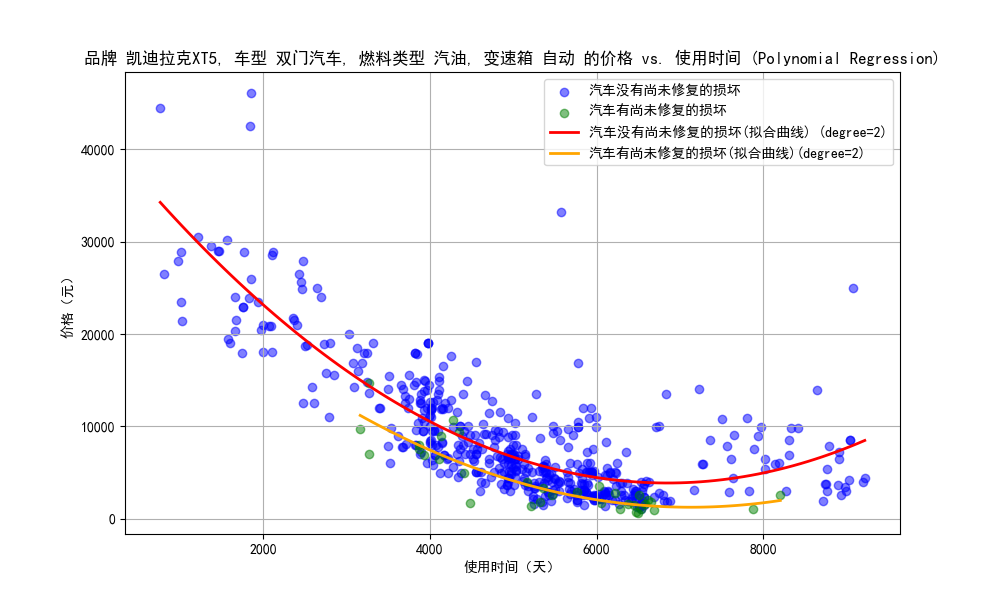 品牌 凯迪拉克XT5, 车型 双门汽车, 燃料类型 汽油, 变速箱 自动 的价格 vs. 使用时间 (Polynomial Regression)
汽车没有尚未修复的损坏
汽车有尚未修复的损坏
汽车没有尚未修复的损坏(拟合曲线) (degree=2)
汽车有尚未修复的损坏(拟合曲线)(degree=2)
40000
30000
20000
10000
0
价格（元）
2000
4000
6000
8000
使用时间（天）